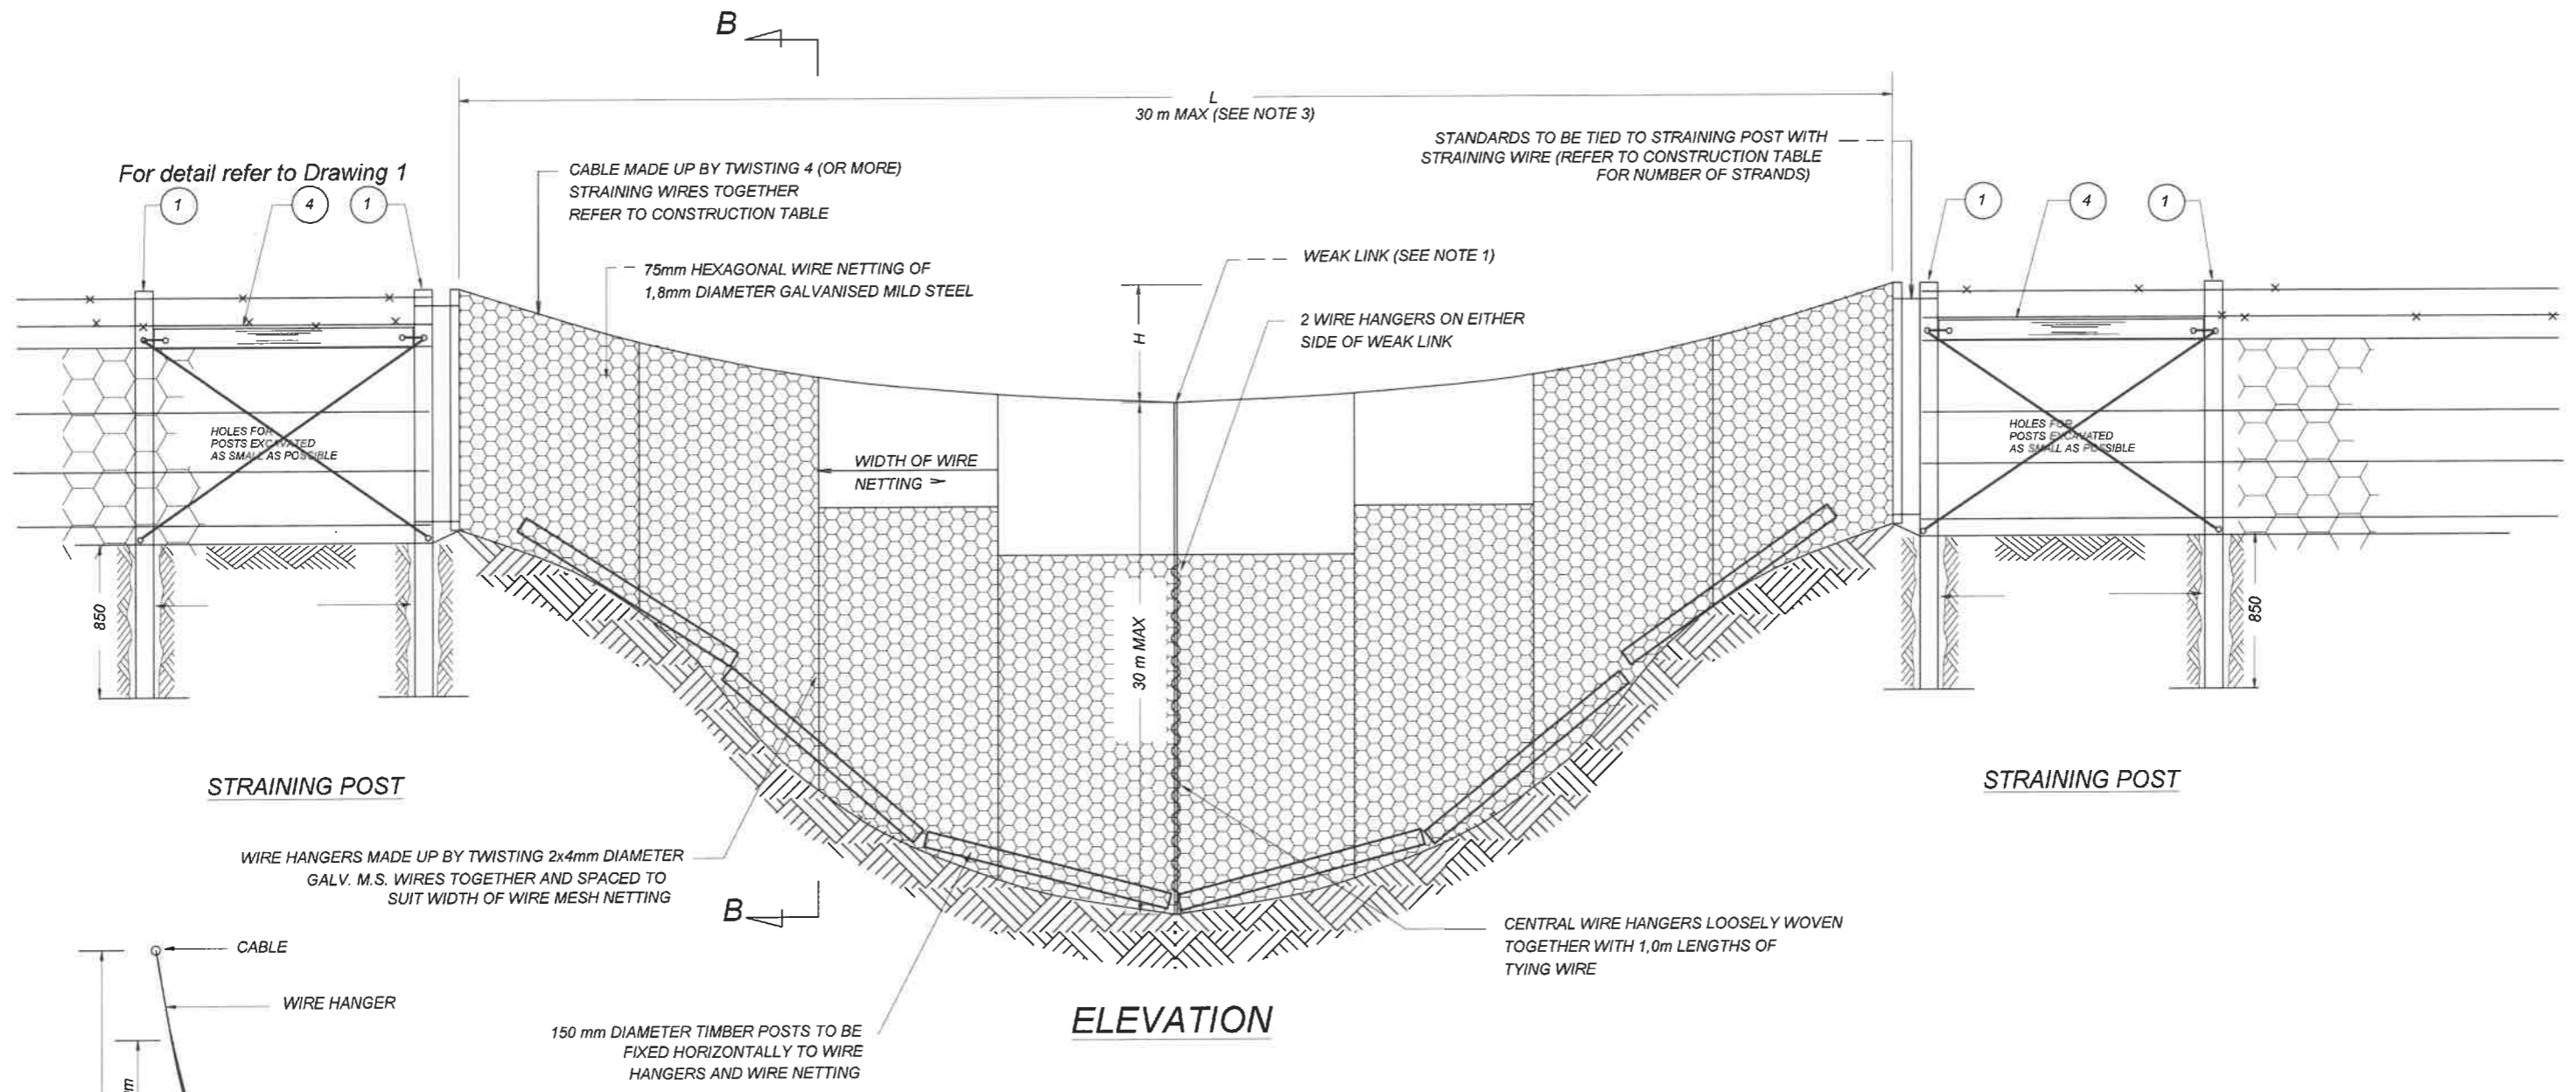 B
L
30 m MAX (SEE NOTE 3)
For detail refer to Drawing 1
1
4
1
CABLE MADE UP BY TWISTING 4 (OR MORE)
STRAINING WIRES TOGETHER
REFER TO CONSTRUCTION TABLE
STANDARDS TO BE TIED TO STRAINING POST WITH
STRAINING WIRE (REFER TO CONSTRUCTION TABLE
FOR NUMBER OF STRANDS)
1
4
1
75mm HEXAGONAL WIRE NETTING OF
1,8mm DIAMETER GALVANISED MILD STEEL
WEAK LINK (SEE NOTE 1)
H
2 WIRE HANGERS ON EITHER
SIDE OF WEAK LINK
HOLES FOR
POSTS EXCAVATED
AS SMALL AS POSSIBLE
WIDTH OF WIRE
NETTING
HOLES FOR
POSTS EXCAVATED
AS SMALL AS POSSIBLE
850
30 m MAX
850
STRAINING POST
STRAINING POST
WIRE HANGERS MADE UP BY TWISTING 2x4mm DIAMETER
GALV. M.S. WIRES TOGETHER AND SPACED TO
SUIT WIDTH OF WIRE MESH NETTING
B
CENTRAL WIRE HANGERS LOOSELY WOVEN
TOGETHER WITH 1,0m LENGTHS OF
TYING WIRE
CABLE
WIRE HANGER
ELEVATION
150 mm DIAMETER TIMBER POSTS TO BE
FIXED HORIZONTALLY TO WIRE
HANGERS AND WIRE NETTING